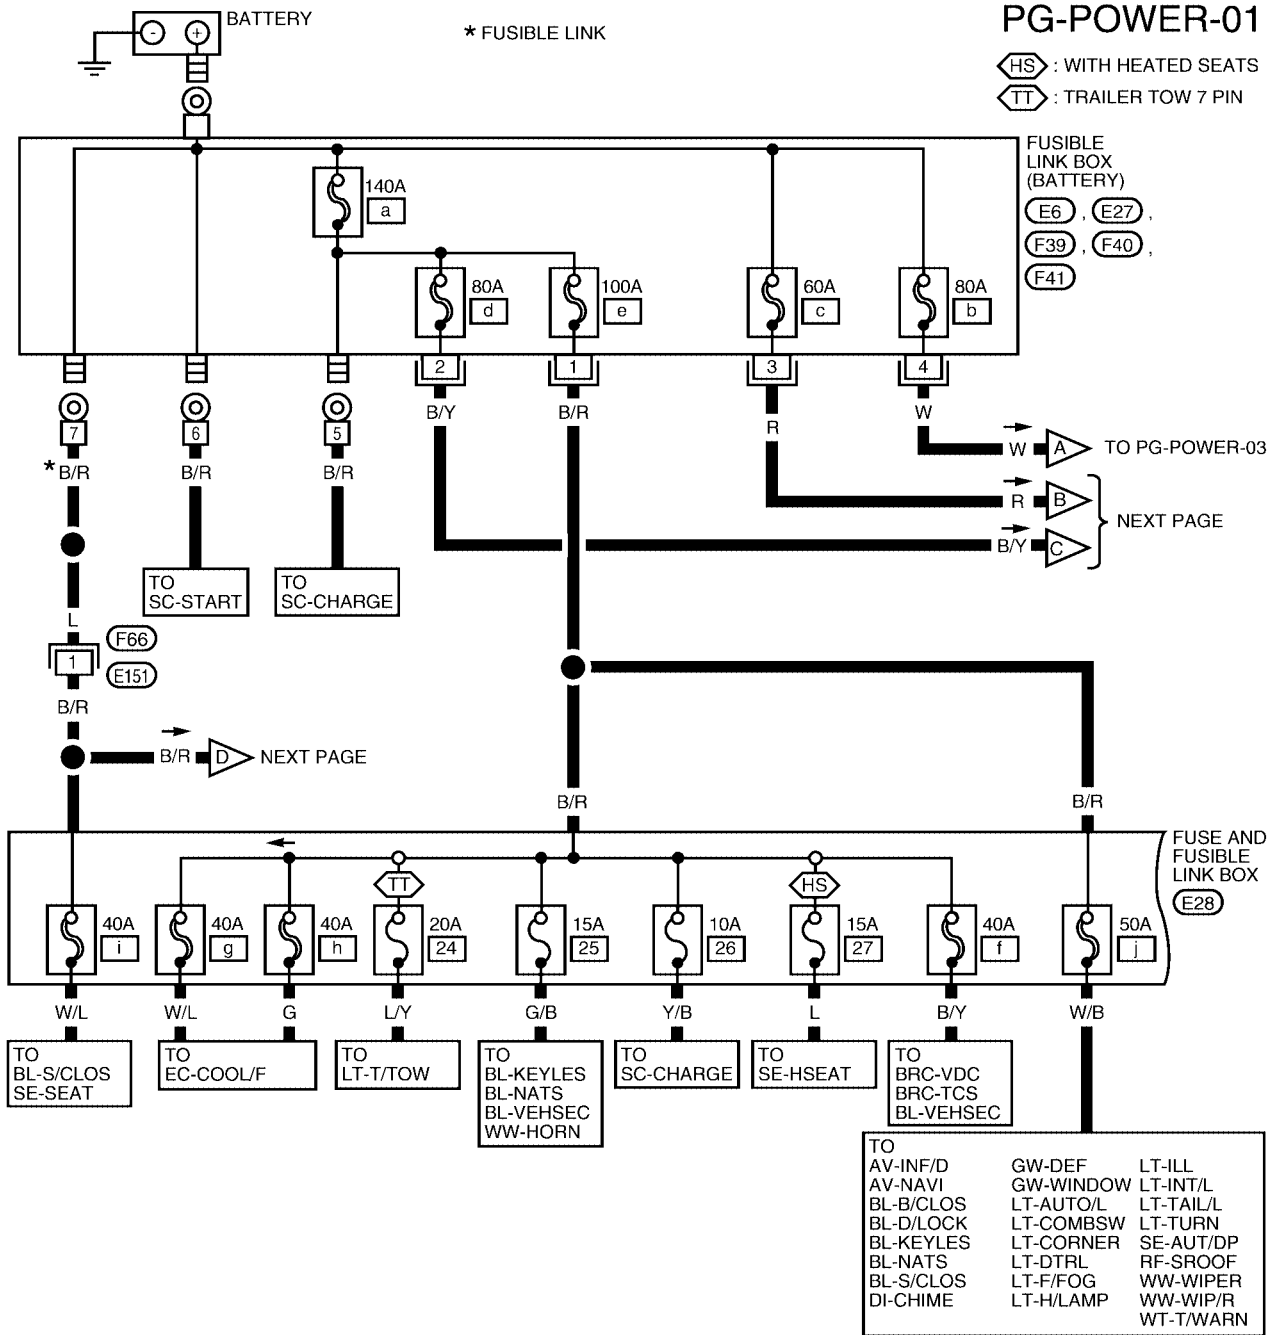 PG-POWER-01
BATTERY
- +
* FUSIBLE LINK
HS : WITH HEATED SEATS
TT : TRAILER TOW 7 PIN
FUSIBLE
LINK BOX
(BATTERY)
E6 , E27 ,
F39 , F40 ,
F41
140A
a
80A
d
100A
e
60A
c
80A
b
2 1 3 4
7 6 5
B/Y B/R R W
* B/R B/R B/R
W A TO PG-POWER-03
R B
NEXT PAGE
B/Y C
TO
SC-START
TO
SC-CHARGE
L
F66
1
E151
B/R
B/R D NEXT PAGE
B/R B/R
FUSE AND
FUSIBLE
LINK BOX
E28
TT HS
40A
i
40A
g
40A
h
20A
24
15A
25
10A
26
15A
27
40A
f
50A
j
W/L W/L G L/Y G/B Y/B L B/Y W/B
TO
BL-S/CLOS
SE-SEAT
TO
EC-COOL/F
TO
LT-T/TOW
TO
BL-KEYLES
BL-NATS
BL-VEHSEC
WW-HORN
TO
SC-CHARGE
TO
SE-HSEAT
TO
BRC-VDC
BRC-TCS
BL-VEHSEC
TO
AV-INF/D GW-DEF LT-ILL
AV-NAVI GW-WINDOW LT-INT/L
BL-B/CLOS LT-AUTO/L LT-TAIL/L
BL-D/LOCK LT-COMBSW LT-TURN
BL-KEYLES LT-CORNER SE-AUT/DP
BL-NATS LT-DTRL RF-SROOF
BL-S/CLOS LT-F/FOG WW-WIPER
DI-CHIME LT-H/LAMP WW-WIP/R
WT-T/WARN